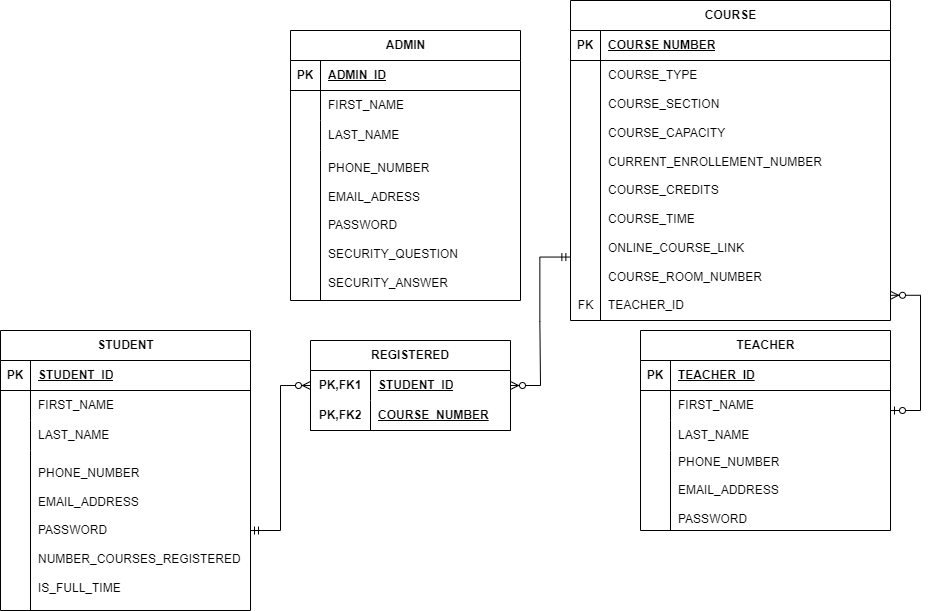 COURSE
PK COURSE NUMBER
COURSE_TYPE
COURSE_SECTION
COURSE_CAPACITY
CURRENT_ENROLLEMENT_NUMBER
COURSE_CREDITS
COURSE_TIME
ONLINE_COURSE_LINK
COURSE_ROOM_NUMBER
FK TEACHER_ID
ADMIN
PK ADMIN_ID
FIRST_NAME
LAST_NAME
PHONE_NUMBER
EMAIL_ADRESS
PASSWORD
SECURITY_QUESTION
SECURITY_ANSWER
STUDENT
PK STUDENT_ID
FIRST_NAME
LAST_NAME
PHONE_NUMBER
EMAIL_ADDRESS
PASSWORD
NUMBER_COURSES_REGISTERED
IS_FULL_TIME
REGISTERED
PK,FK1 STUDENT_ID
PK,FK2 COURSE_NUMBER
TEACHER
PK TEACHER_ID
FIRST_NAME
LAST_NAME
PHONE_NUMBER
EMAIL_ADDRESS
PASSWORD